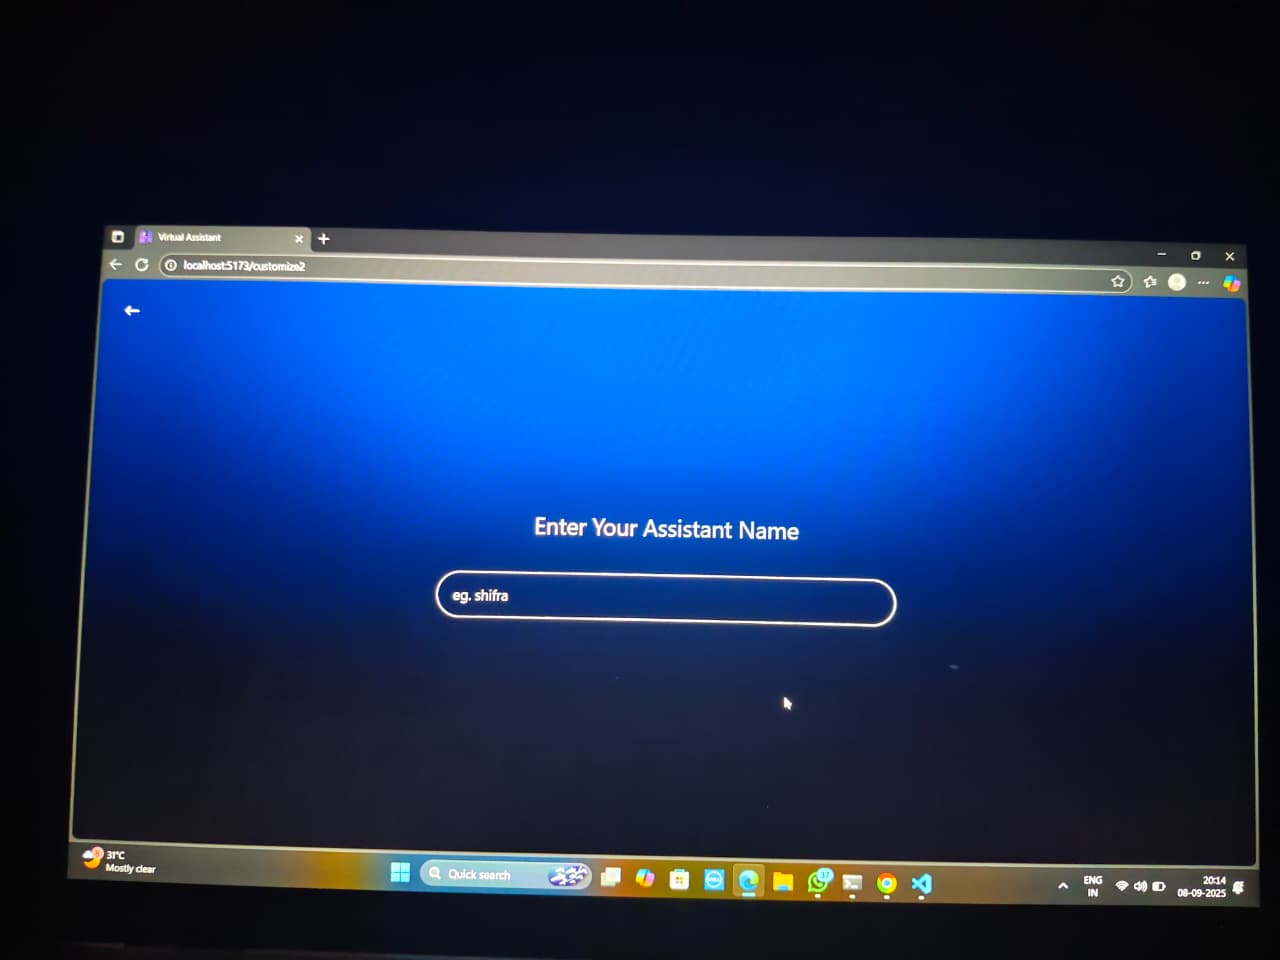 Virtual Assistant
localhost:5173/customize2
Enter Your Assistant Name
eg. shifra
31°C
Mostly clear
Quick search
ENG
IN
20:14
08-09-2025